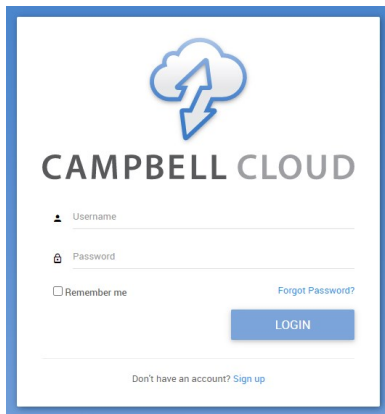 CAMPBELL CLOUD
Username
Password
Remember me
Forgot Password?
LOGIN
Don't have an account? Sign up